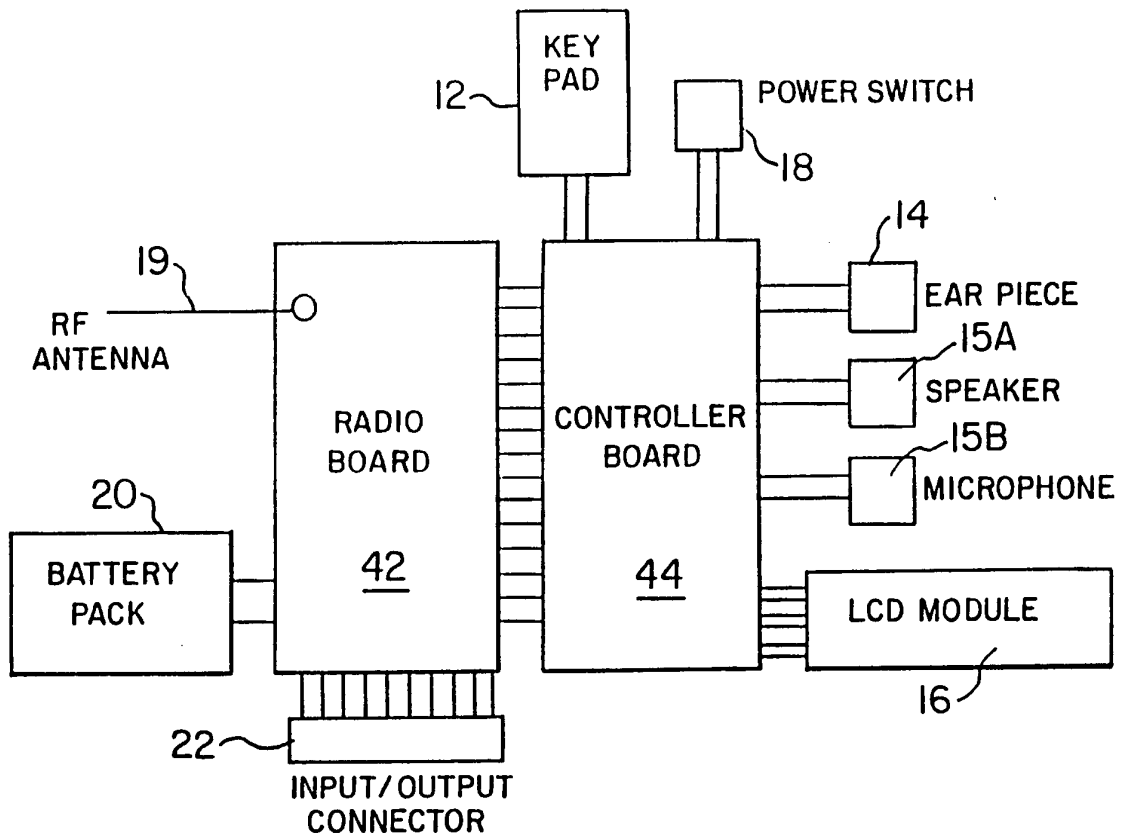 KEY
PAD
12
POWER SWITCH
18
14
EAR PIECE
19
RF
ANTENNA
15A
SPEAKER
RADIO
BOARD
CONTROLLER
BOARD
15B
MICROPHONE
20
BATTERY
PACK
42
44
LCD MODULE
16
22
INPUT/OUTPUT
CONNECTOR